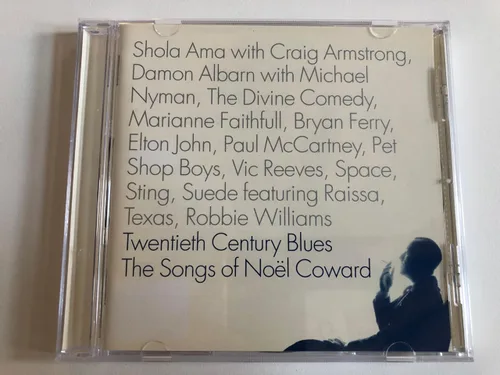 Shola Ama with Craig Armstrong,
Damon Albarn with Michael
Nyman, The Divine Comedy,
Marianne Faithfull, Bryan Ferry,
Elton John, Paul McCartney, Pet
Shop Boys, Vic Reeves, Space,
Sting, Suede featuring Raissa,
Texas, Robbie Williams
Twentieth Century Blues
The Songs of Noël Coward